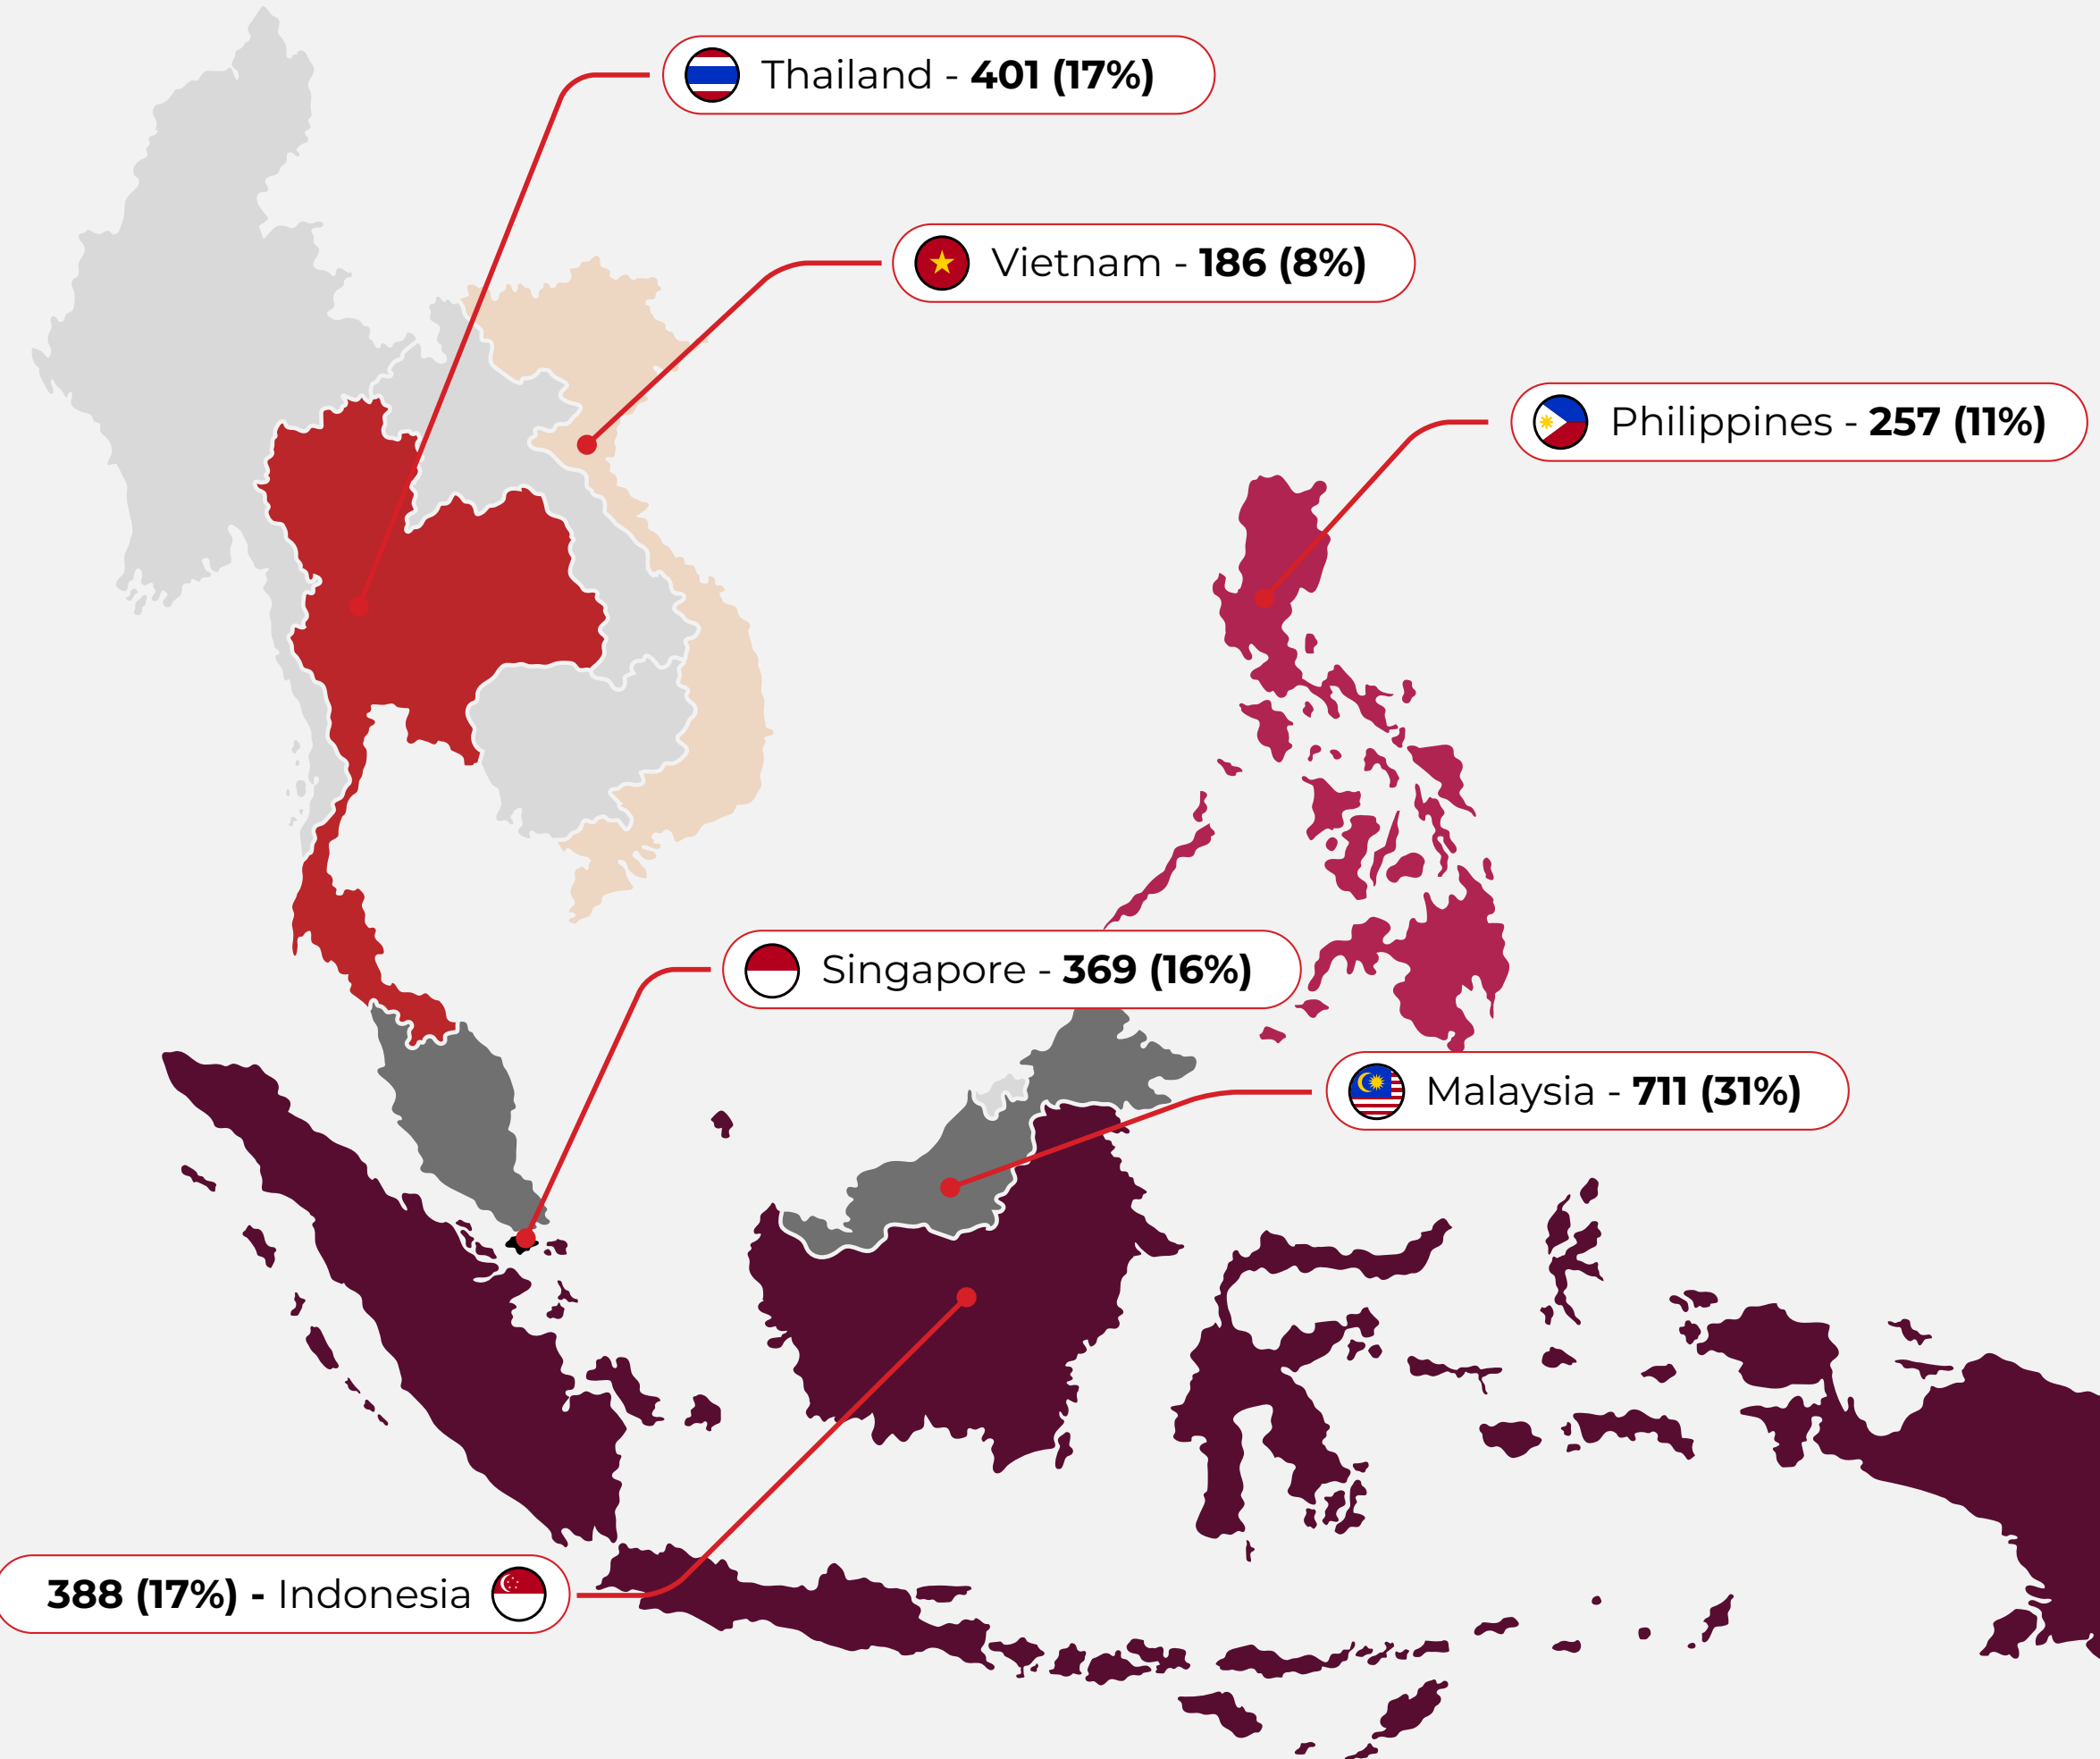 Thailand - 401 (17%)
Vietnam - 186 (8%)
Philippines - 257 (11%)
Singapore - 369 (16%)
Malaysia - 711 (31%)
388 (17%) - Indonesia